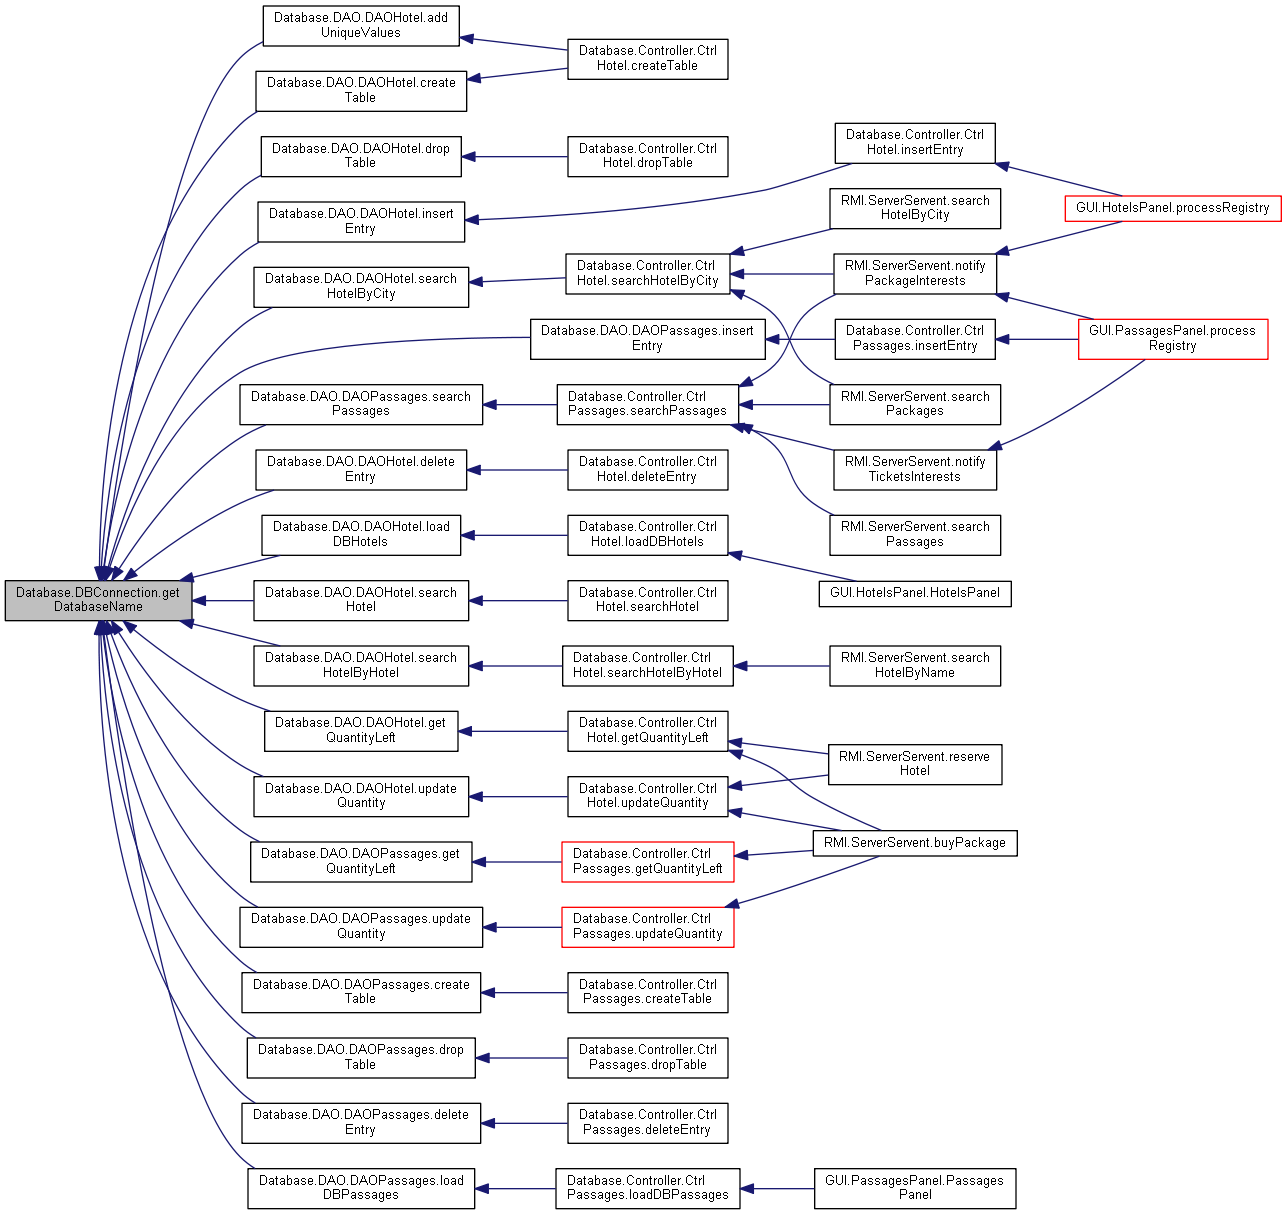 Database.DAO.DAOHotel.add
UniqueValues
Database.Controller.Ctrl
Hotel.createTable
Database.DAO.DAOHotel.create
Table
Database.DAO.DAOHotel.drop
Table
Database.Controller.Ctrl
Hotel.dropTable
Database.Controller.Ctrl
Hotel.insertEntry
Database.DAO.DAOHotel.insert
Entry
RMI.ServerServent.search
HotelByCity
GUI.HotelsPanel.processRegistry
Database.DAO.DAOHotel.search
HotelByCity
Database.Controller.Ctrl
Hotel.searchHotelByCity
RMI.ServerServent.notify
PackageInterests
Database.DAO.DAOPassages.insert
Entry
Database.Controller.Ctrl
Passages.insertEntry
GUI.PassagesPanel.process
Registry
Database.DAO.DAOPassages.search
Passages
Database.Controller.Ctrl
Passages.searchPassages
RMI.ServerServent.search
Packages
Database.DAO.DAOHotel.delete
Entry
Database.Controller.Ctrl
Hotel.deleteEntry
RMI.ServerServent.notify
TicketsInterests
Database.DAO.DAOHotel.load
DBHotels
Database.Controller.Ctrl
Hotel.loadDBHotels
RMI.ServerServent.search
Passages
Database.DBConnection.get
DatabaseName
Database.DAO.DAOHotel.search
Hotel
Database.Controller.Ctrl
Hotel.searchHotel
GUI.HotelsPanel.HotelsPanel
Database.DAO.DAOHotel.search
HotelByHotel
Database.Controller.Ctrl
Hotel.searchHotelByHotel
RMI.ServerServent.search
HotelByName
Database.DAO.DAOHotel.get
QuantityLeft
Database.Controller.Ctrl
Hotel.getQuantityLeft
RMI.ServerServent.reserve
Hotel
Database.DAO.DAOHotel.update
Quantity
Database.Controller.Ctrl
Hotel.updateQuantity
RMI.ServerServent.buyPackage
Database.DAO.DAOPassages.get
QuantityLeft
Database.Controller.Ctrl
Passages.getQuantityLeft
Database.DAO.DAOPassages.update
Quantity
Database.Controller.Ctrl
Passages.updateQuantity
Database.DAO.DAOPassages.create
Table
Database.Controller.Ctrl
Passages.createTable
Database.DAO.DAOPassages.drop
Table
Database.Controller.Ctrl
Passages.dropTable
Database.DAO.DAOPassages.delete
Entry
Database.Controller.Ctrl
Passages.deleteEntry
Database.DAO.DAOPassages.load
DBPassages
Database.Controller.Ctrl
Passages.loadDBPassages
GUI.PassagesPanel.Passages
Panel